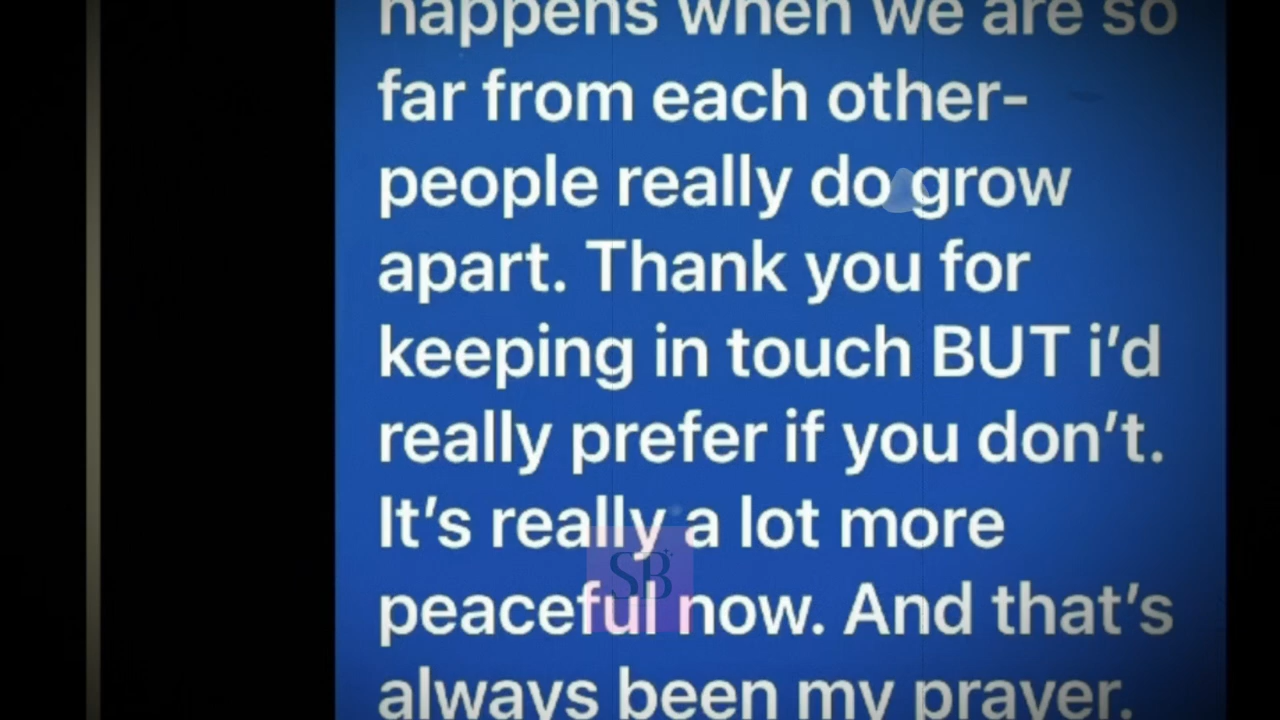 happens when we are so
far from each other-
people really do grow
apart. Thank you for
keeping in touch BUT i’d
really prefer if you don’t.
It’s really a lot more
SB
peaceful now. And that’s
always been my prayer.